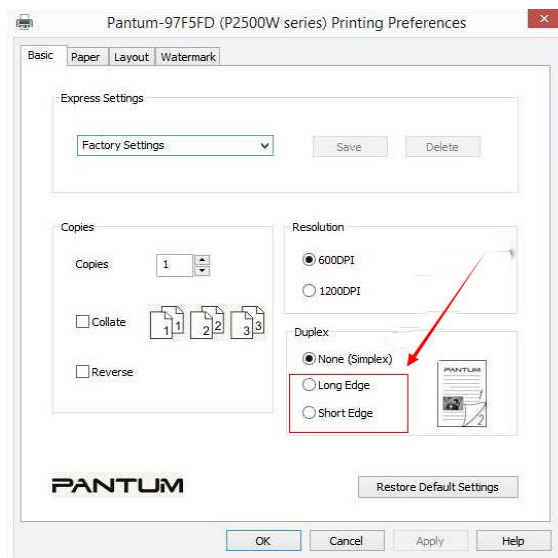 Pantum-97F5FD (P2500W series) Printing Preferences
Basic Paper Layout Watermark
Express Settings
Factory Settings
Save Delete
Copies
Copies 1
Collate
1 1 2 2 3 3
Reverse
Resolution
600DPI
1200DPI
Duplex
None (Simplex)
Long Edge
Short Edge
PANTUM
1
2
PANTUM
Restore Default Settings
OK Cancel Apply Help